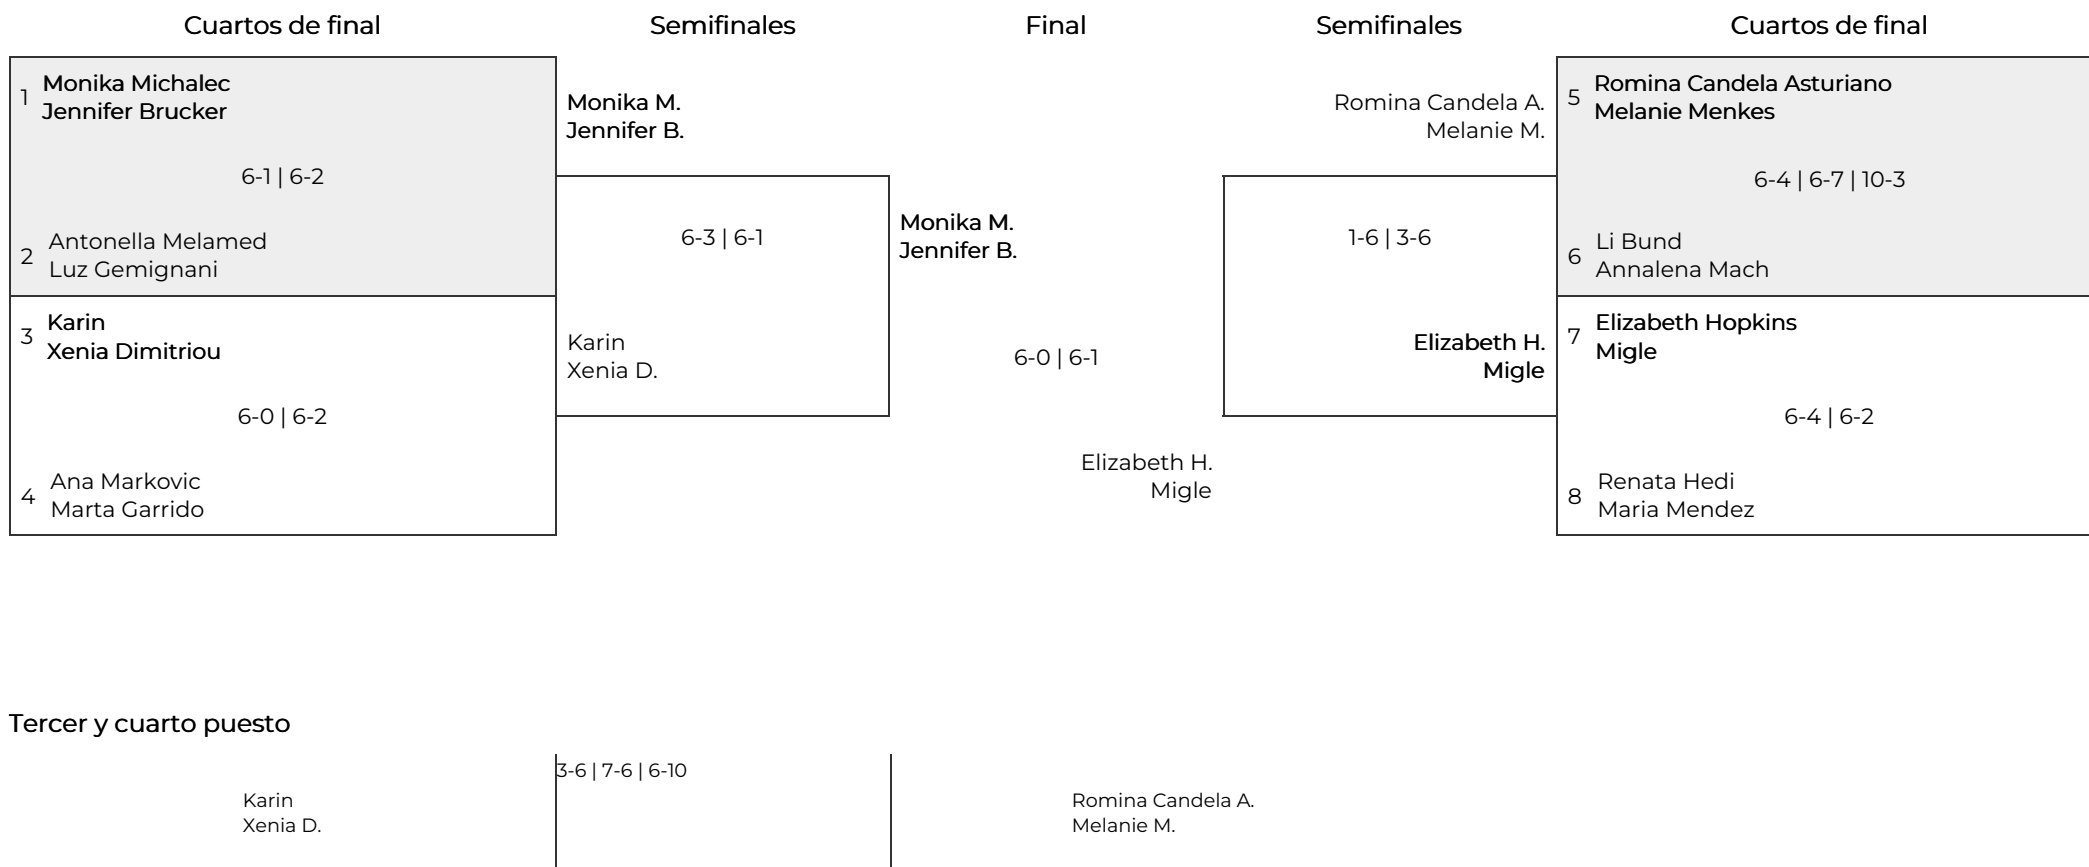 Cuartos de final
Semifinales
Final
Semifinales
Cuartos de final
1
Monika Michalec
Jennifer Brucker
6-1 | 6-2
2
Antonella Melamed
Luz Gemignani
3
Karin
Xenia Dimitriou
6-0 | 6-2
4
Ana Markovic
Marta Garrido
Monika M.
Jennifer B.
6-3 | 6-1
Karin
Xenia D.
Monika M.
Jennifer B.
6-0 | 6-1
Elizabeth H.
Migle
Romina Candela A.
Melanie M.
1-6 | 3-6
Elizabeth H.
Migle
5
Romina Candela Asturiano
Melanie Menkes
6-4 | 6-7 | 10-3
6
Li Bund
Annalena Mach
7
Elizabeth Hopkins
Migle
6-4 | 6-2
8
Renata Hedi
Maria Mendez
Tercer y cuarto puesto
Karin
Xenia D.
3-6 | 7-6 | 6-10
Romina Candela A.
Melanie M.